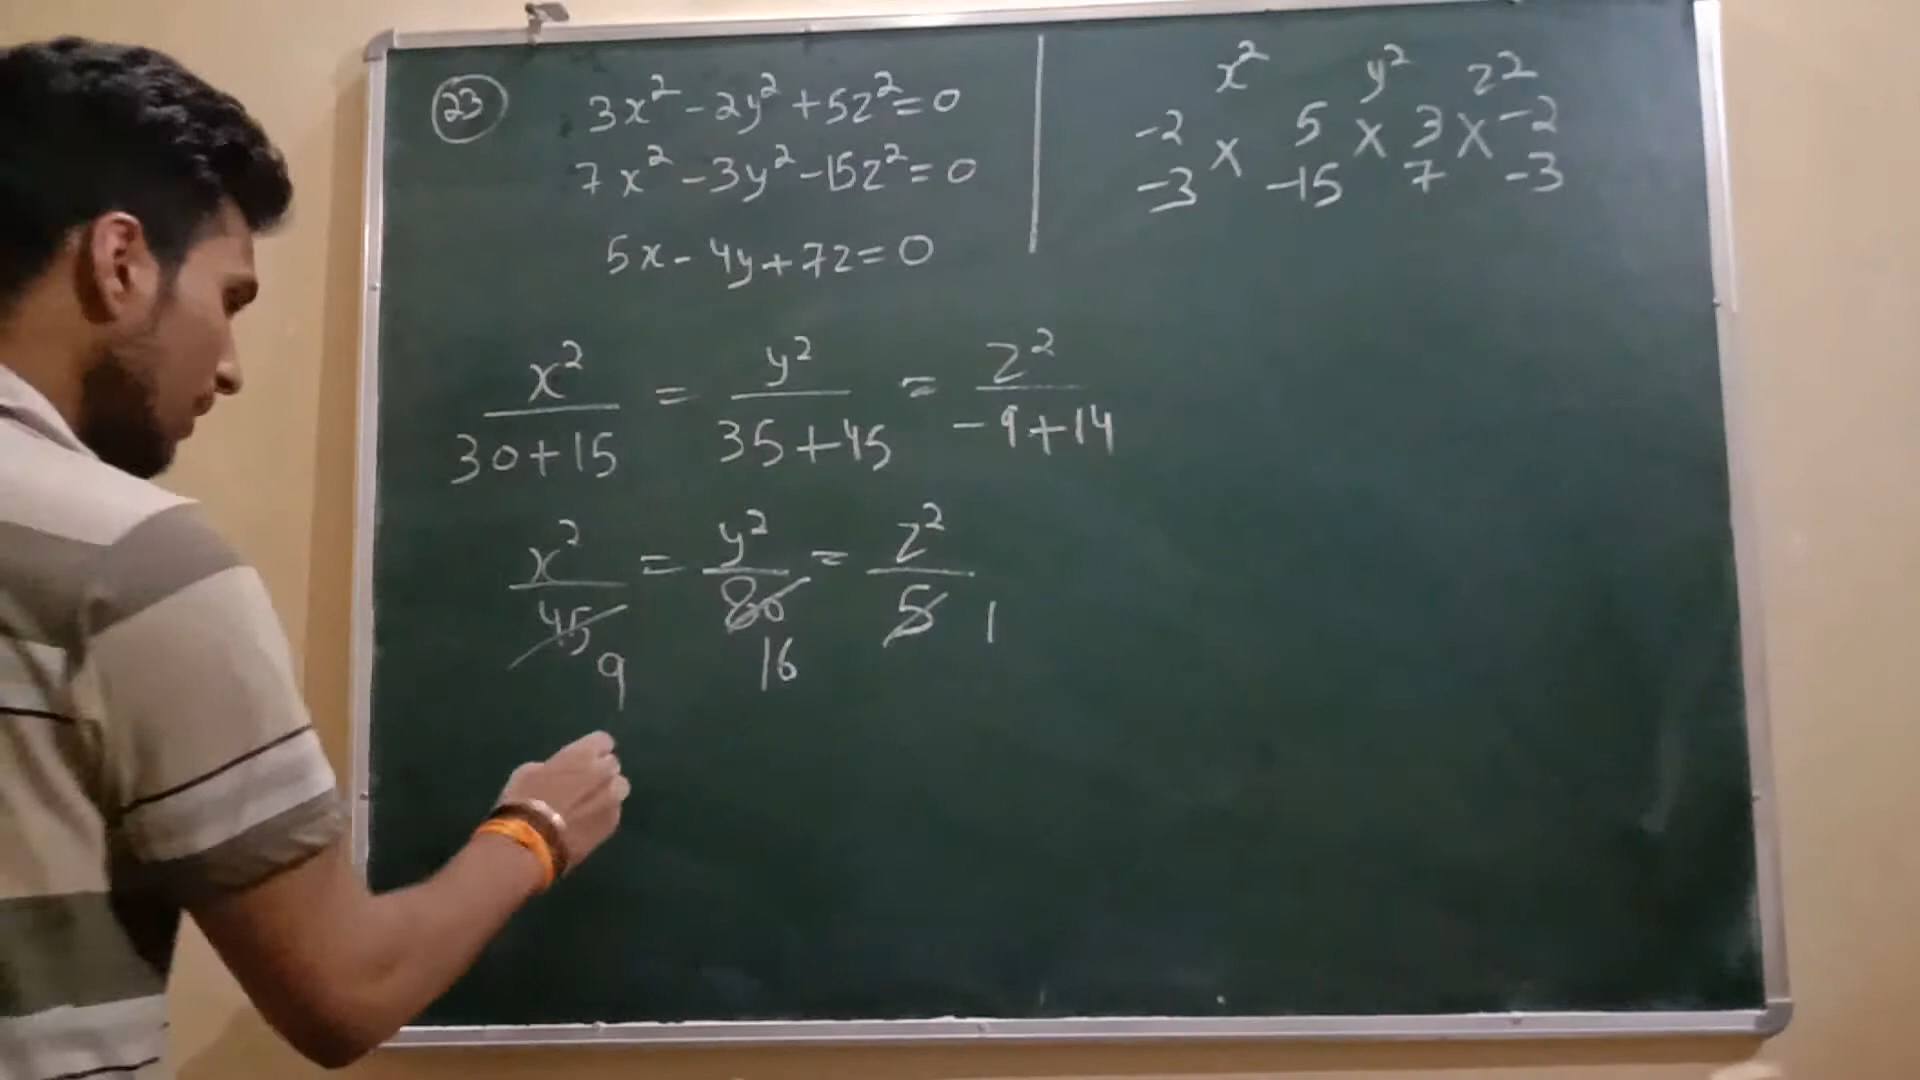 23
3x² - 2y² + 5z² = 0
7x² - 3y² - 15z² = 0
5x - 4y + 7z = 0
x² y² z²
-2 × 5 × 3 × -2
-3 -15 7 -3
x²/30+15 = y²/35+45 = z²/-9+14
x²/45 = y²/80 = z²/5 1
9 16